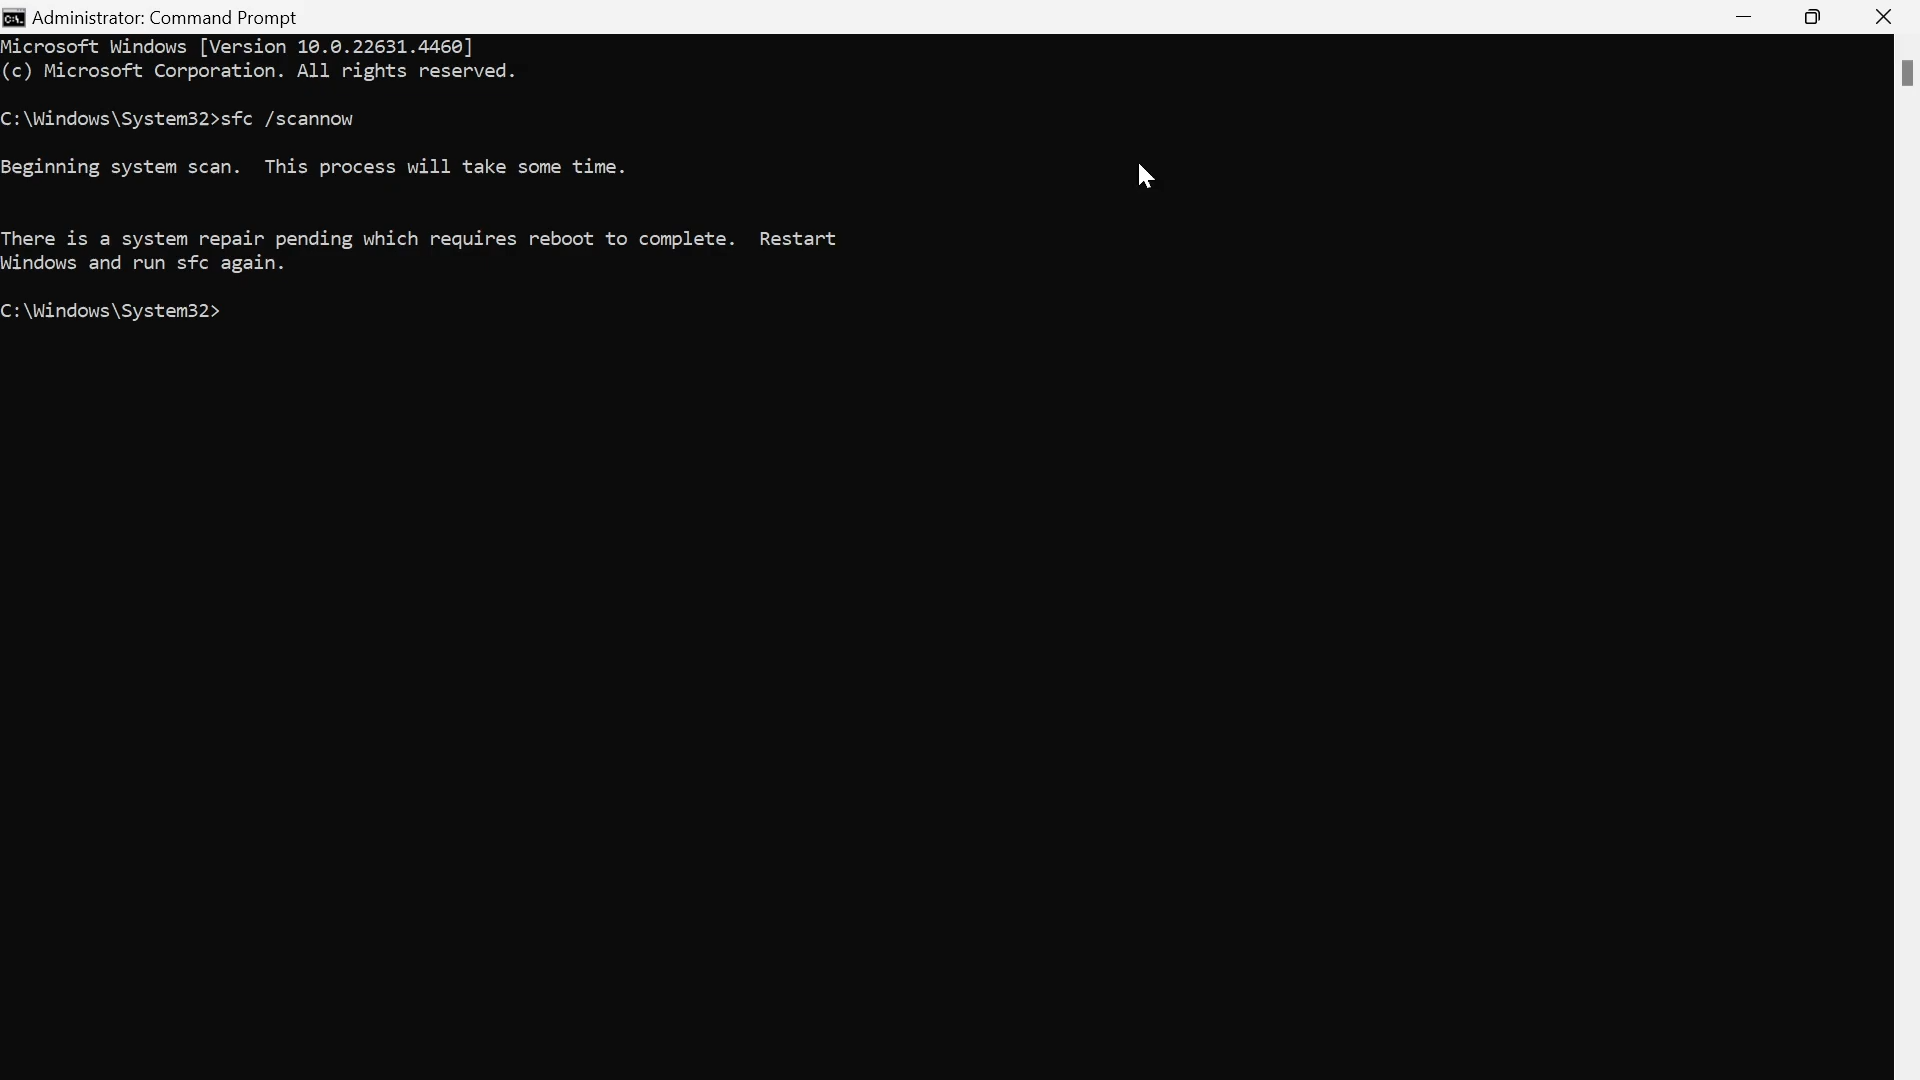 Administrator: Command Prompt
Microsoft Windows [Version 10.0.22631.4460]
(c) Microsoft Corporation. All rights reserved.
C:\Windows\System32>sfc /scannow
Beginning system scan.  This process will take some time.
There is a system repair pending which requires reboot to complete.  Restart
Windows and run sfc again.
C:\Windows\System32>